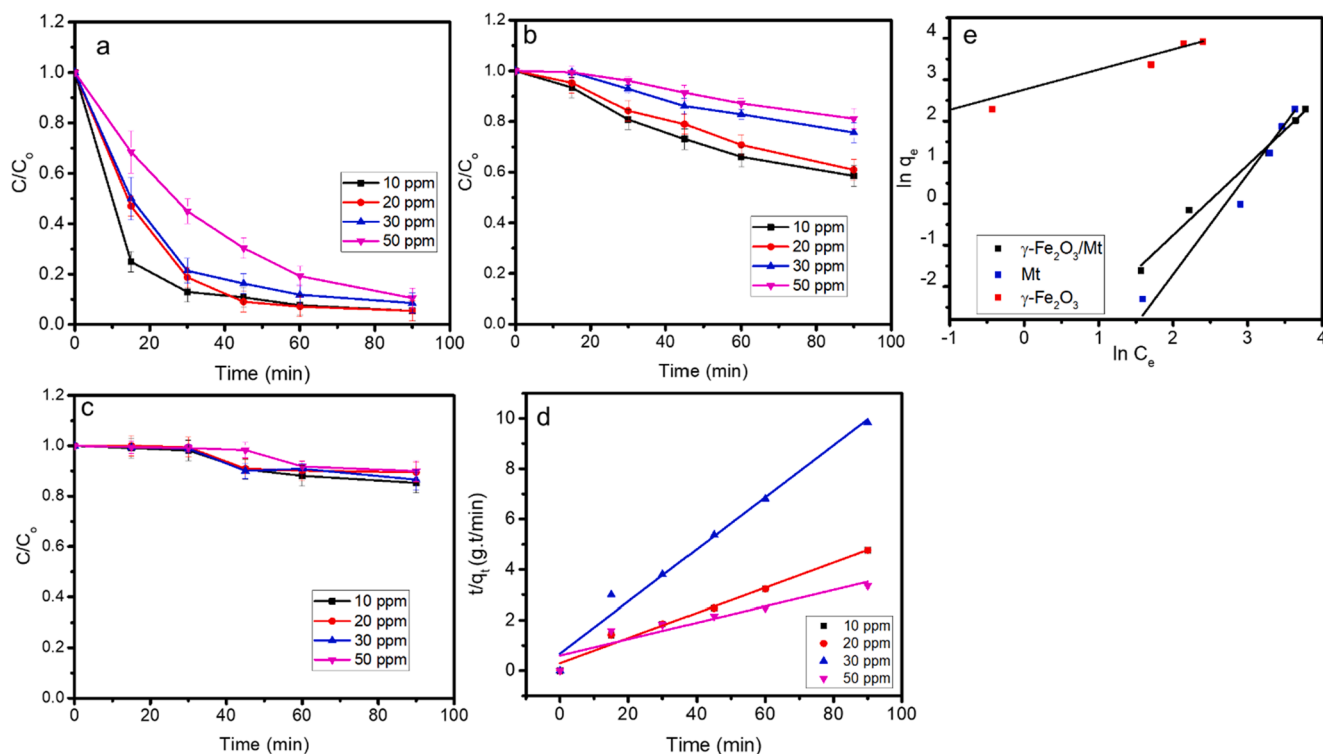 a
C/C₀
1.2
1.0
0.8
0.6
0.4
0.2
0.0
10 ppm
20 ppm
30 ppm
50 ppm
0 20 40 60 80 100
Time (min)
b
C/C₀
1.2
1.0
0.8
0.6
0.4
0.2
0.0
10 ppm
20 ppm
30 ppm
50 ppm
0 20 40 60 80 100
Time (min)
e
ln qₑ
4
3
2
1
0
-1
-2
γ-Fe₂O₃/Mt
Mt
γ-Fe₂O₃
-1 0 1 2 3 4
ln Cₑ
c
C/C₀
1.2
1.0
0.8
0.6
0.4
0.2
0.0
10 ppm
20 ppm
30 ppm
50 ppm
0 20 40 60 80 100
Time (min)
d
t/qₜ (g.t/min)
10
8
6
4
2
0
10 ppm
20 ppm
30 ppm
50 ppm
0 20 40 60 80 100
Time (min)